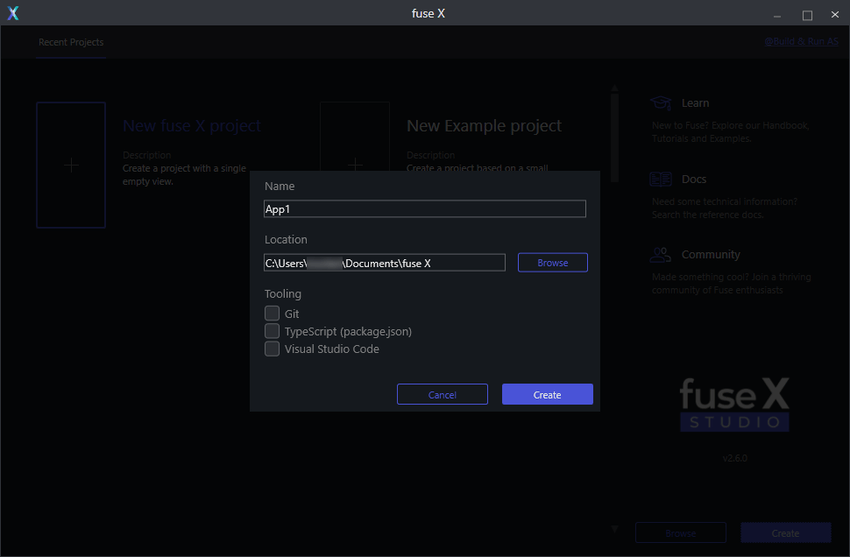 fuse X
Recent Projects
@Build & Run AS
New fuse X project
Description
Create a project with a single
empty view.
New Example project
Description
Create a project based on a small
Learn
New to Fuse? Explore our Handbook,
Tutorials and Examples.
Docs
Need some technical information?
Search the reference docs.
Community
Made something cool? Join a thriving
community of Fuse enthusiasts
Name
App1
Location
C:\Users\ \Documents\fuse X
Browse
Tooling
Git
TypeScript (package.json)
Visual Studio Code
Cancel
Create
fuse X
STUDIO
v2.6.0
Browse
Create